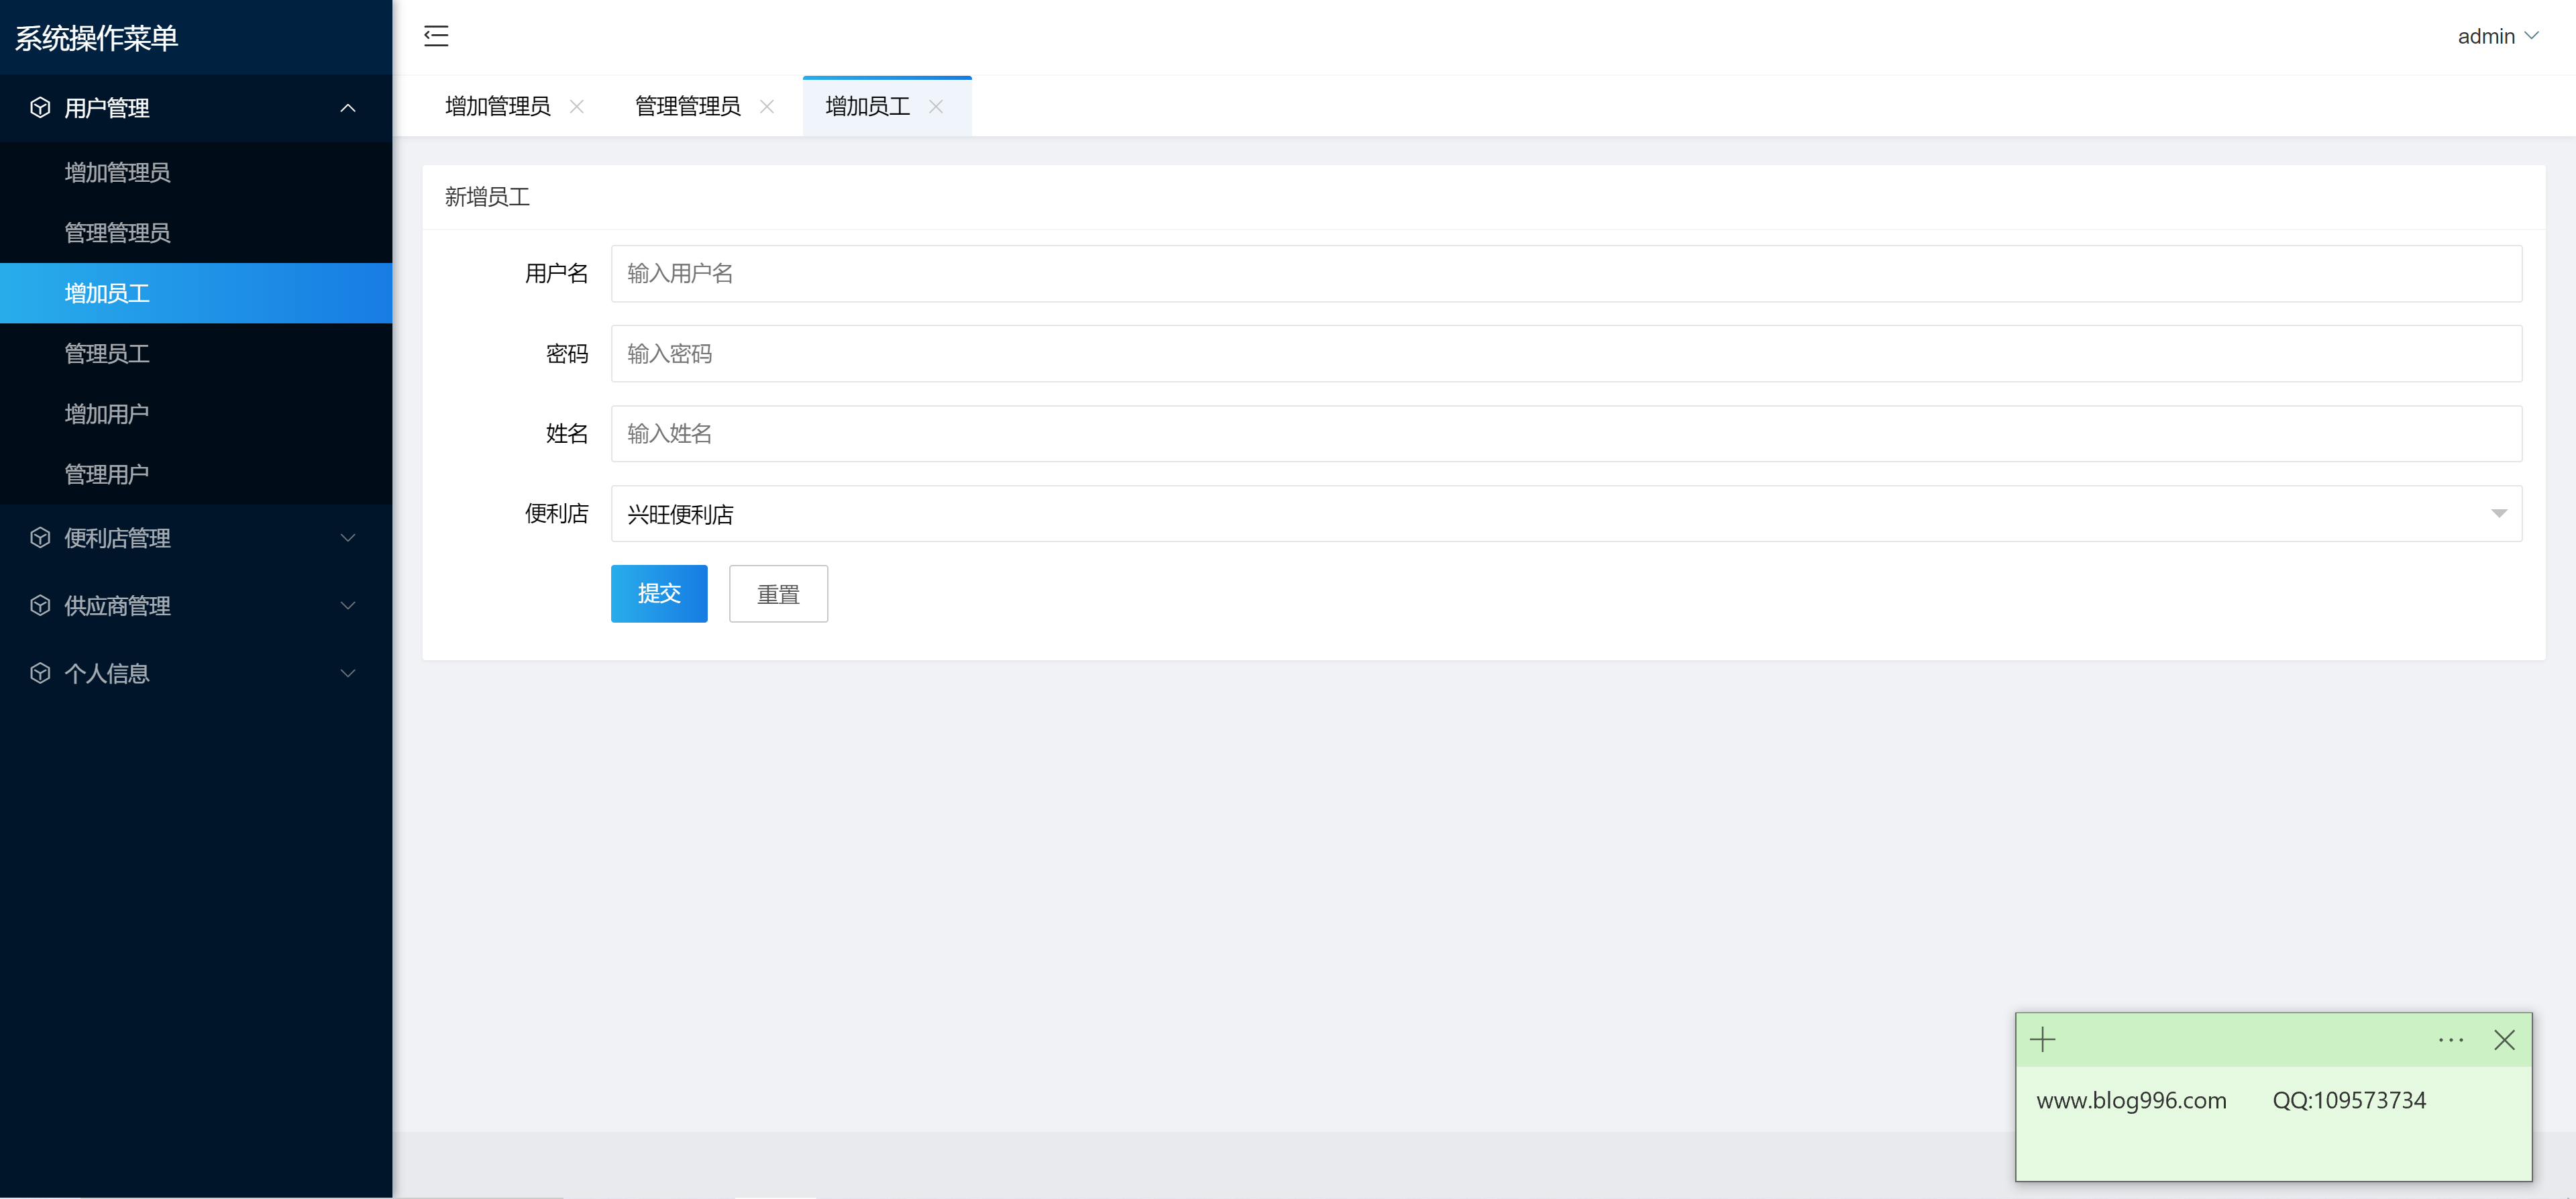 系统操作菜单
用户管理
增加管理员
管理管理员
增加员工
管理员工
增加用户
管理用户
便利店管理
供应商管理
个人信息
admin
增加管理员 管理管理员 增加员工
新增员工
用户名 输入用户名
密码 输入密码
姓名 输入姓名
便利店 兴旺便利店
提交 重置
www.blog996.com QQ:109573734